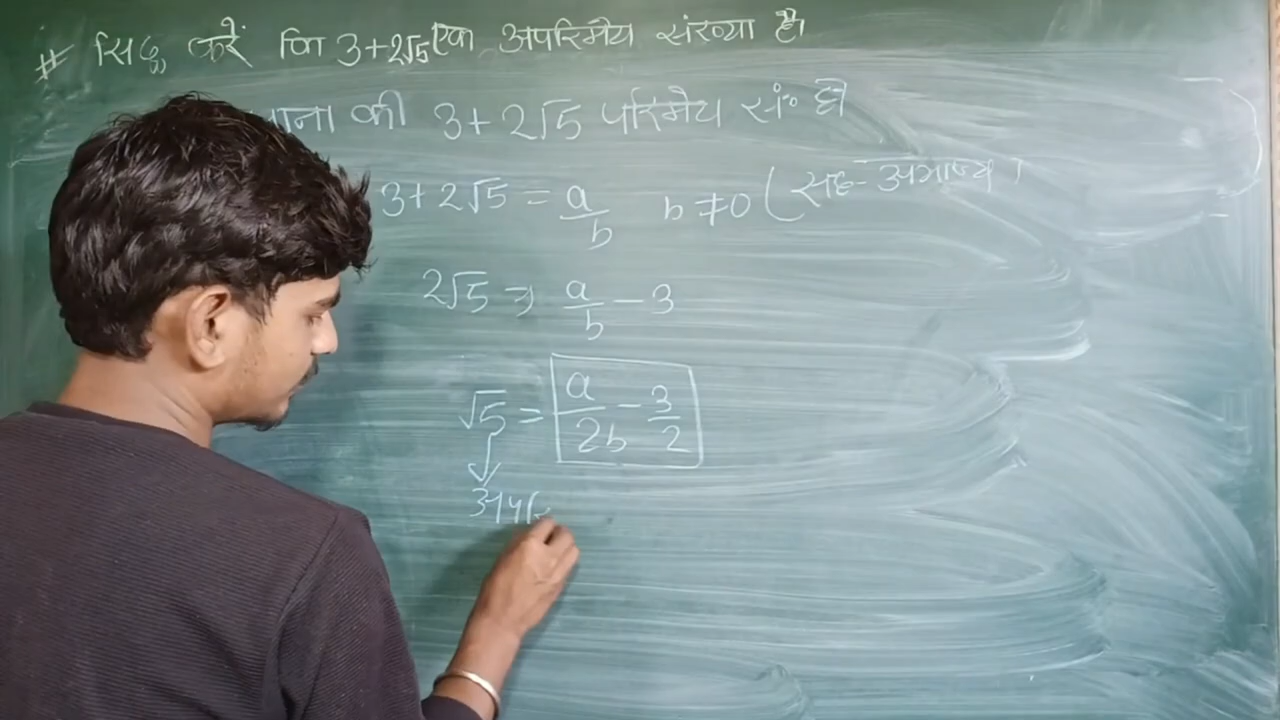 # सिद्ध करें कि 3+2√5 एक अपरिमेय संख्या है।
माना की 3+2√5 परिमेय सं॰ है
3+2√5 = a/b b≠0 (सह-अभाज्य।)
2√5 ⇒ a/b - 3
√5 = a/2b - 3/2
अपरि